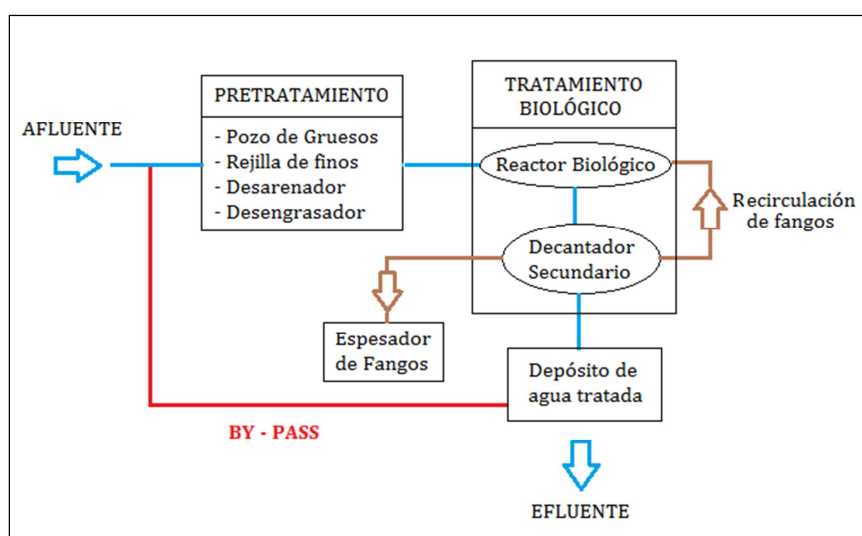 AFLUENTE
PRETRATAMIENTO
- Pozo de Gruesos
- Rejilla de finos
- Desarenador
- Desengrasador
TRATAMIENTO
BIOLÓGICO
Reactor Biológico
Decantador
Secundario
Recirculación
de fangos
Espesador
de Fangos
Depósito de
agua tratada
BY - PASS
EFLUENTE